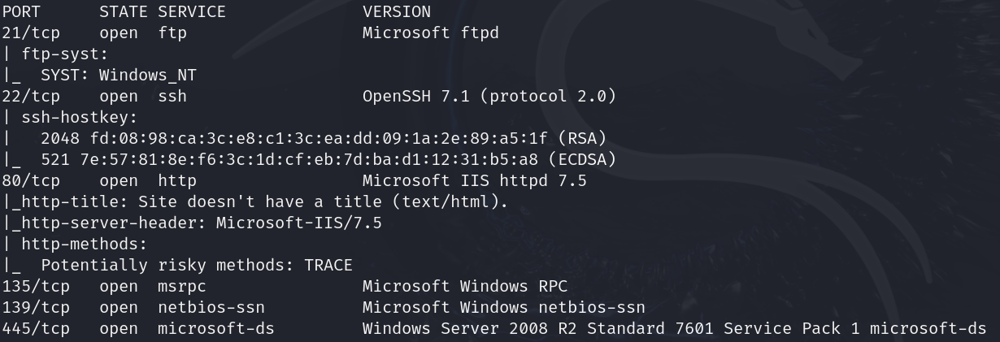 PORT STATE SERVICE VERSION
21/tcp open ftp Microsoft ftpd
| ftp-syst:
|_ SYST: Windows_NT
22/tcp open ssh OpenSSH 7.1 (protocol 2.0)
| ssh-hostkey:
| 2048 fd:08:98:ca:3c:e8:c1:3c:ea:dd:09:1a:2e:89:a5:1f (RSA)
|_ 521 7e:57:81:8e:f6:3c:1d:cf:eb:7d:ba:d1:12:31:b5:a8 (ECDSA)
80/tcp open http Microsoft IIS httpd 7.5
|_http-title: Site doesn't have a title (text/html).
|_http-server-header: Microsoft-IIS/7.5
| http-methods:
|_ Potentially risky methods: TRACE
135/tcp open msrpc Microsoft Windows RPC
139/tcp open netbios-ssn Microsoft Windows netbios-ssn
445/tcp open microsoft-ds Windows Server 2008 R2 Standard 7601 Service Pack 1 microsoft-ds